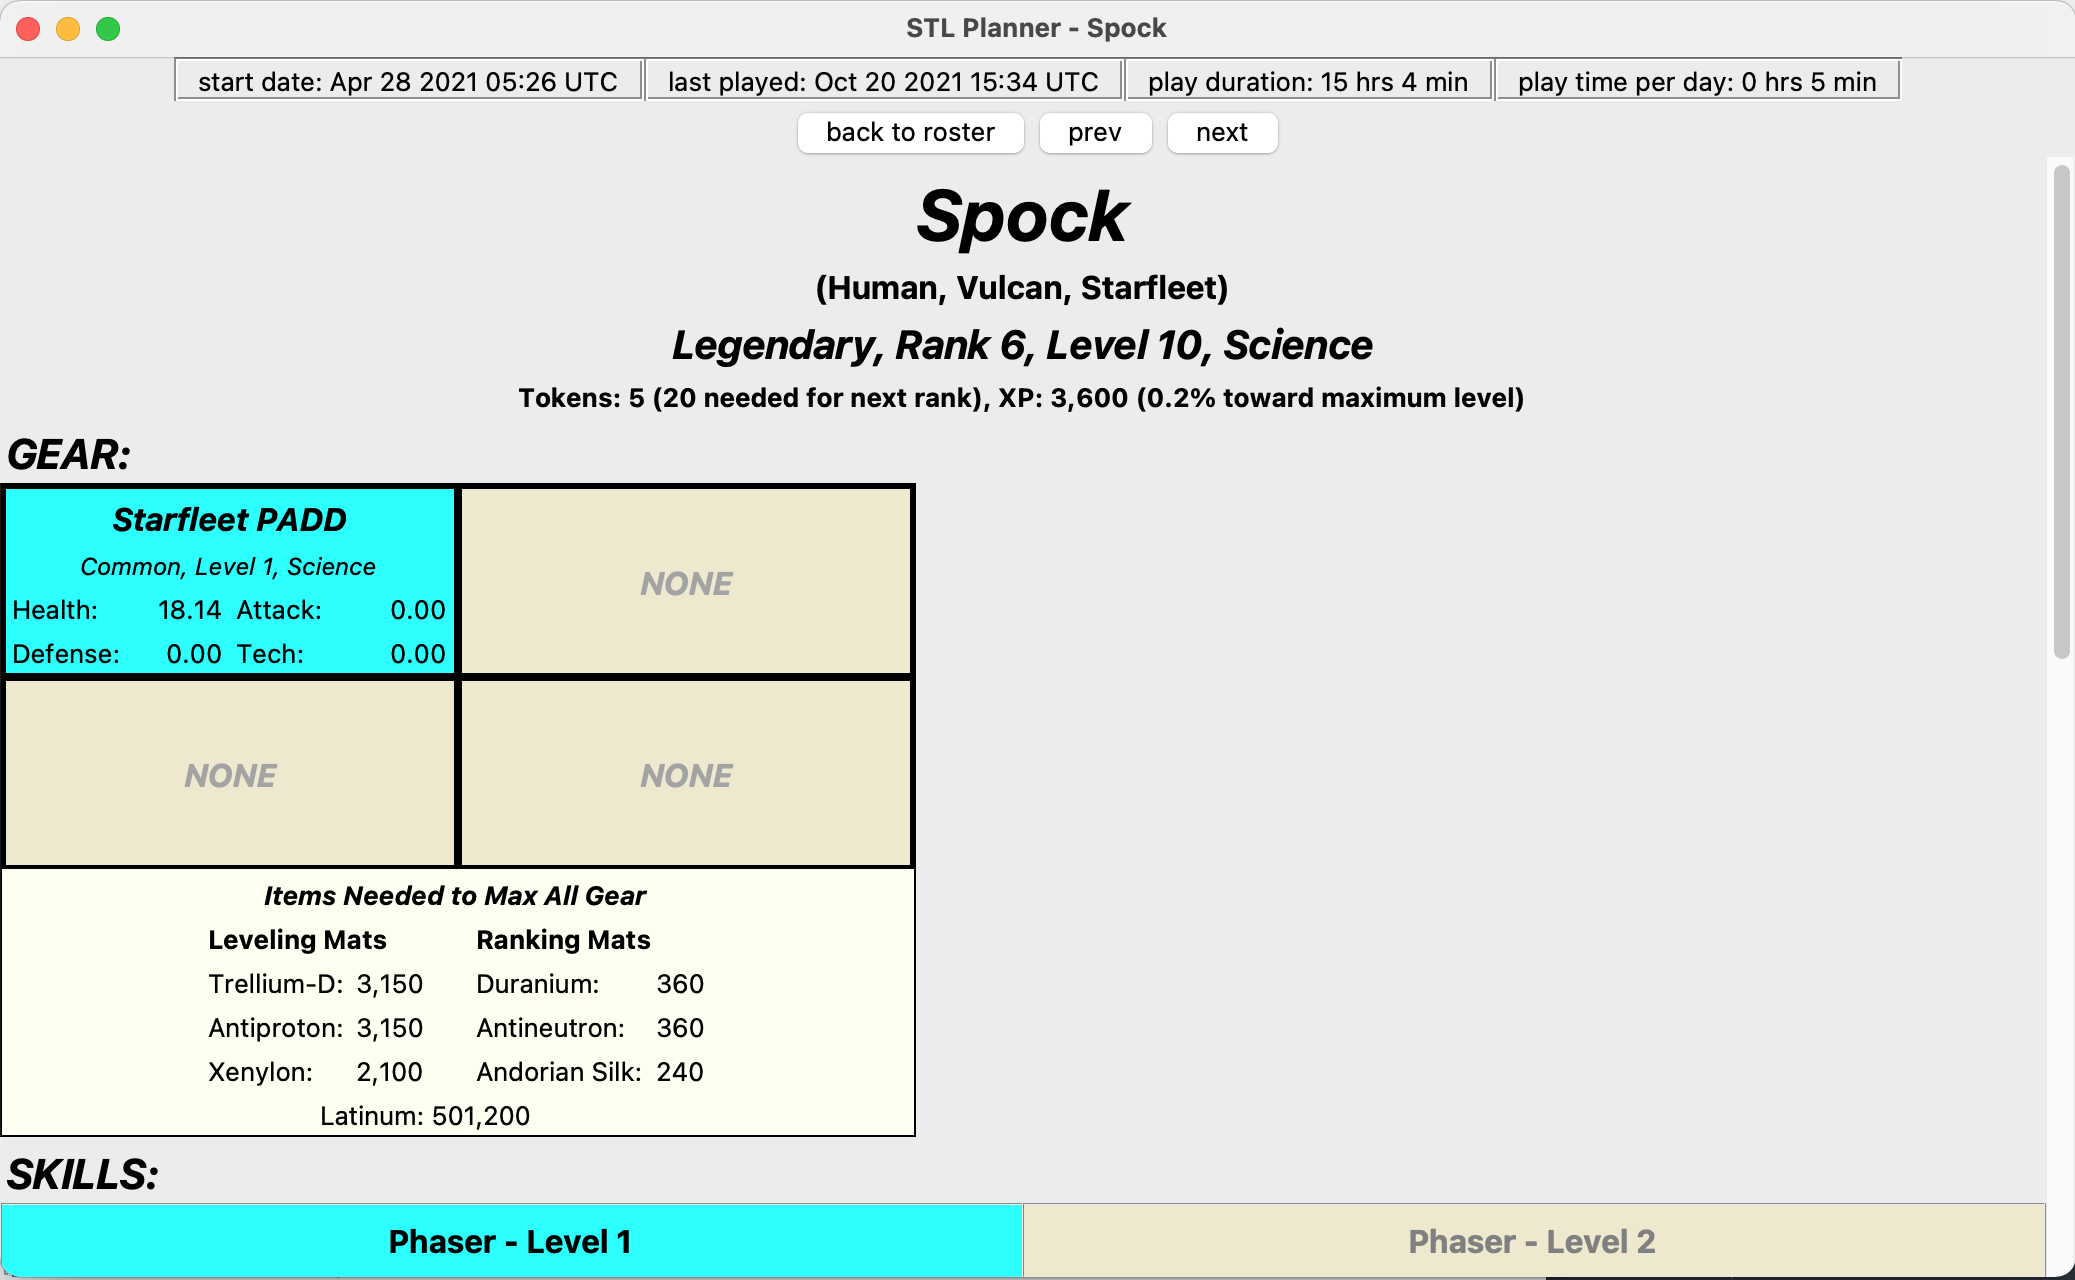 STL Planner - Spock
start date: Apr 28 2021 05:26 UTC last played: Oct 20 2021 15:34 UTC play duration: 15 hrs 4 min play time per day: 0 hrs 5 min
back to roster prev next
Spock
(Human, Vulcan, Starfleet)
Legendary, Rank 6, Level 10, Science
Tokens: 5 (20 needed for next rank), XP: 3,600 (0.2% toward maximum level)
GEAR:
Starfleet PADD
Common, Level 1, Science
Health: 18.14 Attack: 0.00
Defense: 0.00 Tech: 0.00
NONE
NONE
NONE
Items Needed to Max All Gear
Leveling Mats Ranking Mats
Trellium-D: 3,150 Duranium: 360
Antiproton: 3,150 Antineutron: 360
Xenylon: 2,100 Andorian Silk: 240
Latinum: 501,200
SKILLS:
Phaser - Level 1 Phaser - Level 2